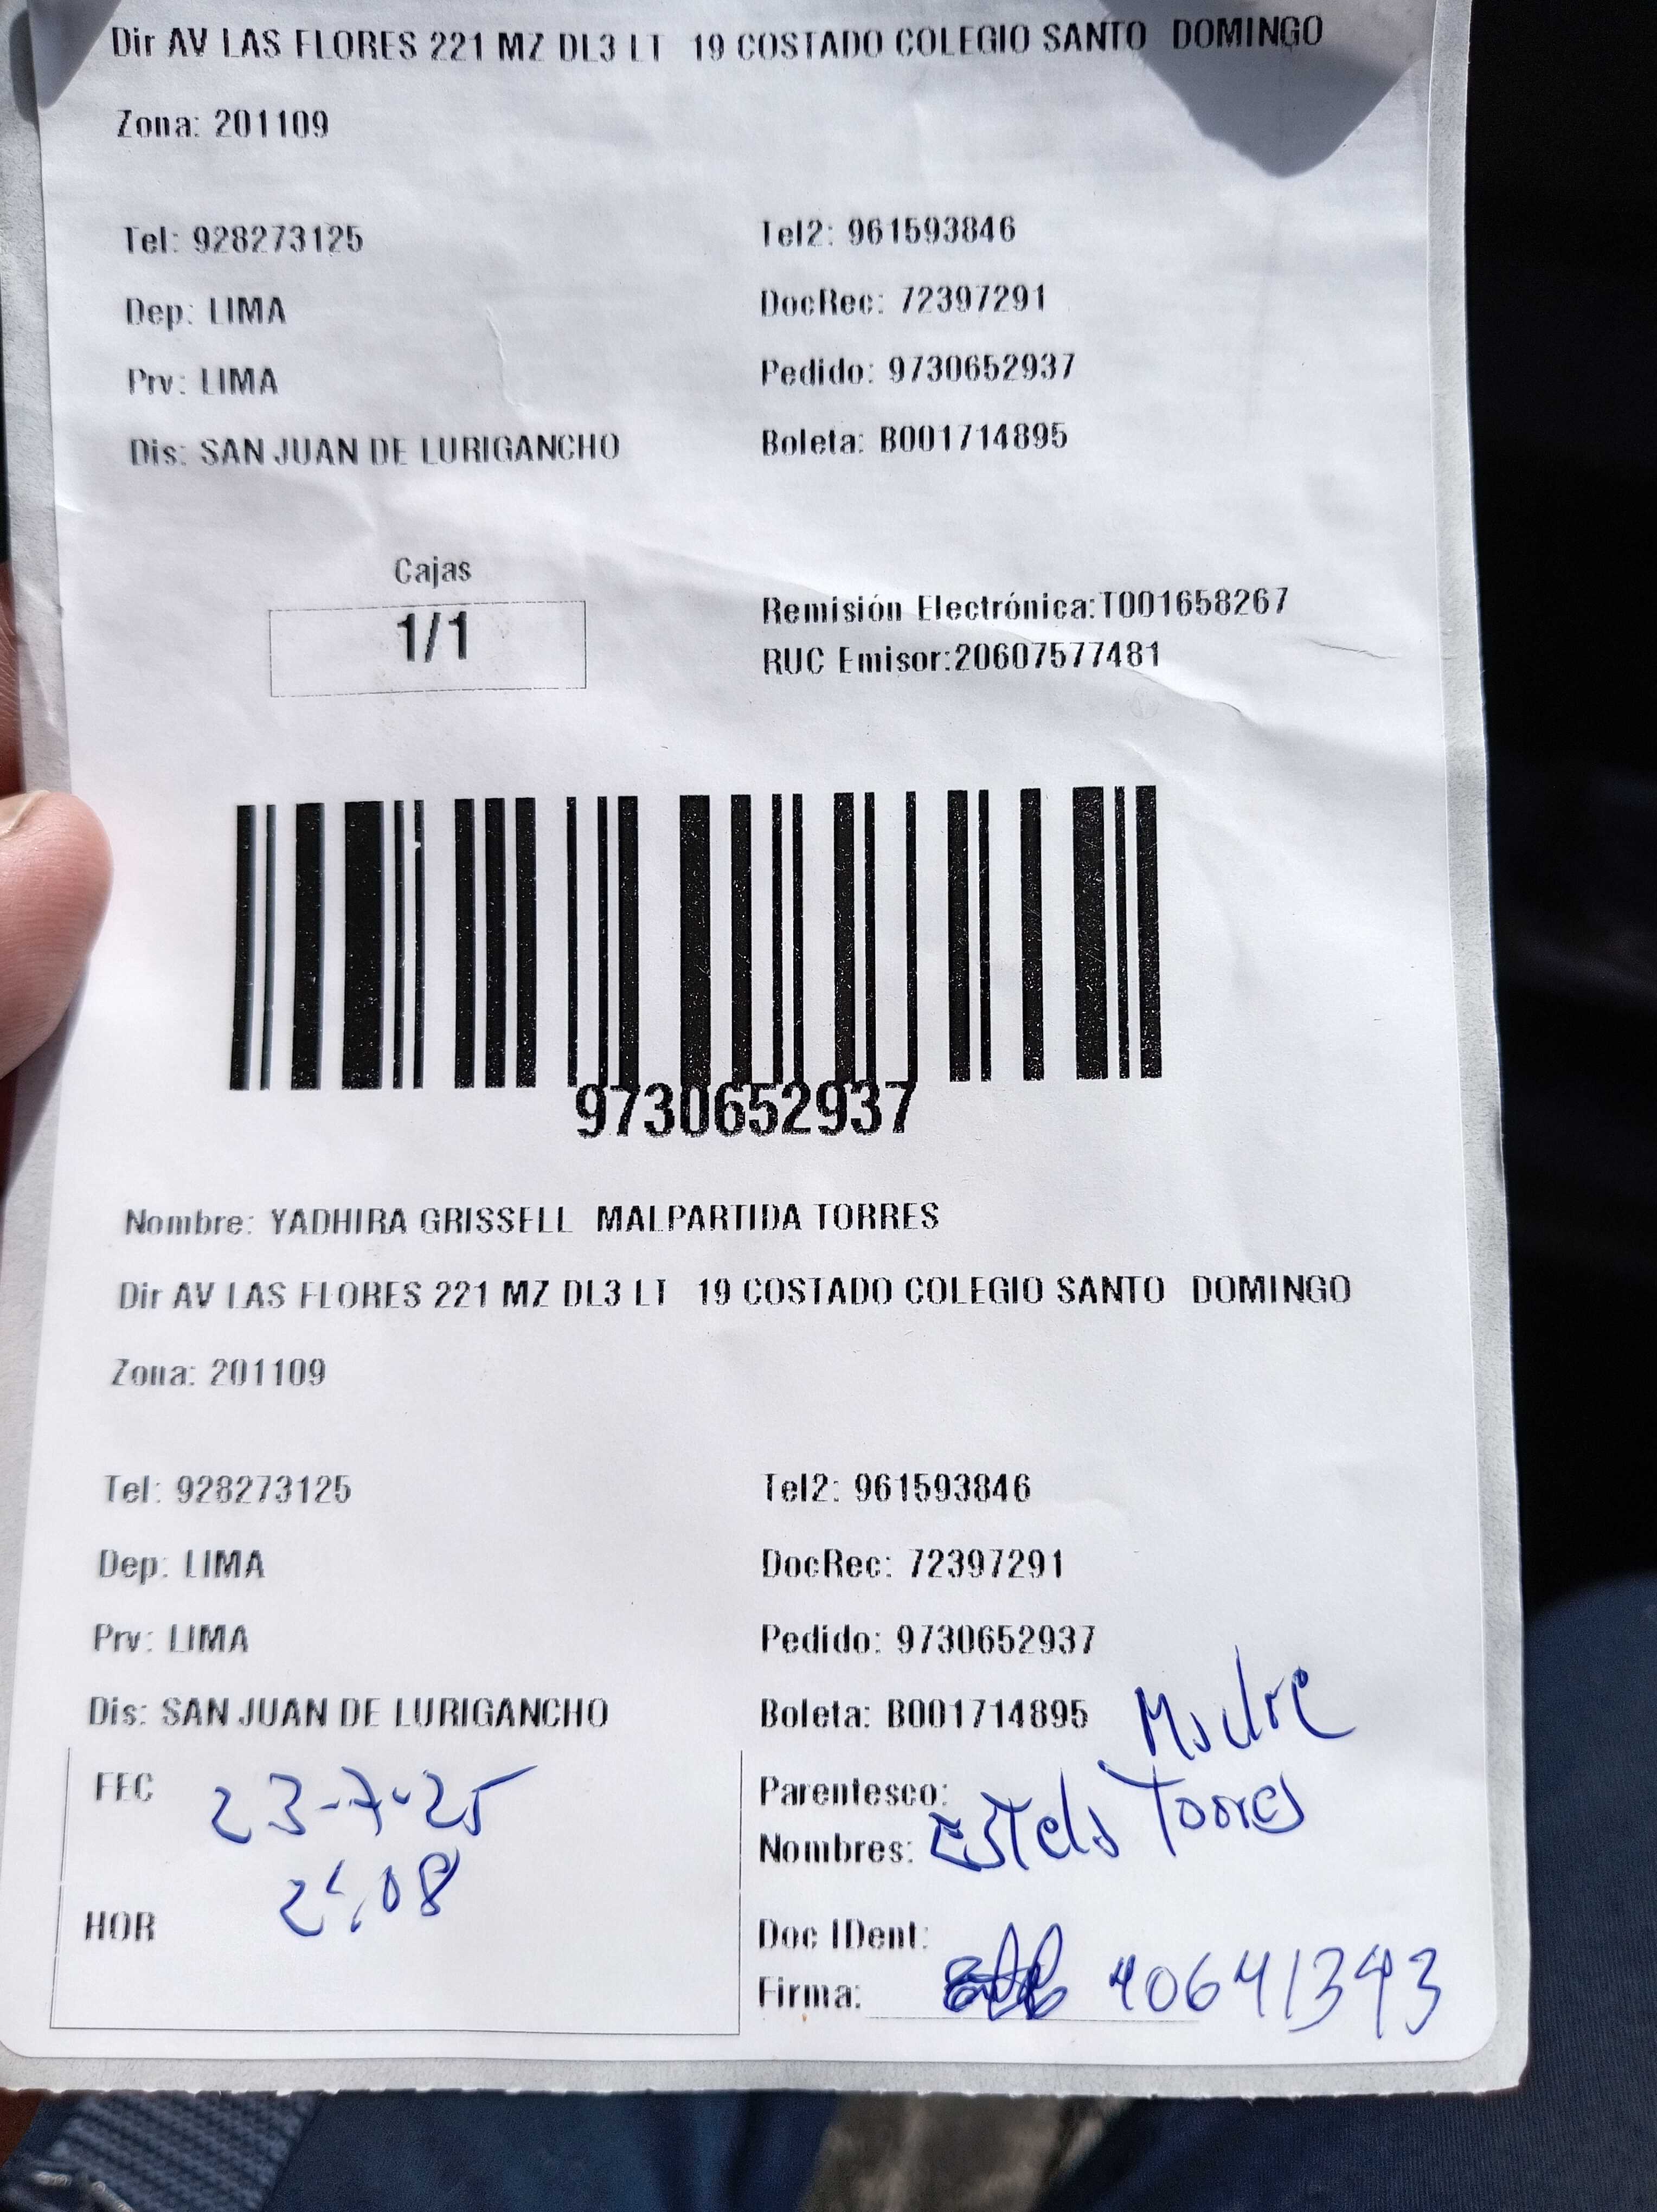 Dir AV LAS FLORES 221 MZ DL3 LT 19 COSTADO COLEGIO SANTO DOMINGO
Zona: 201109
Tel: 928273125 Tel2: 961593846
Dep: LIMA DocRec: 72397291
Prv: LIMA Pedido: 9730652937
Dis: SAN JUAN DE LURIGANCHO Boleta: B001714895
Cajas
1/1
Remisión Electrónica:T001658267
RUC Emisor:20607577481
9730652937
Nombre: YADHIRA GRISSELL MALPARTIDA TORRES
Dir AV LAS FLORES 221 MZ DL3 LT 19 COSTADO COLEGIO SANTO DOMINGO
Zona: 201109
Tel: 928273125 Tel2: 961593846
Dep: LIMA DocRec: 72397291
Prv: LIMA Pedido: 9730652937
Dis: SAN JUAN DE LURIGANCHO Boleta: B001714895
FEC 23-7-25
HOR
Parentesco: Madre
Nombres: Estela Torres
Doc IDent: 40641343
Firma: